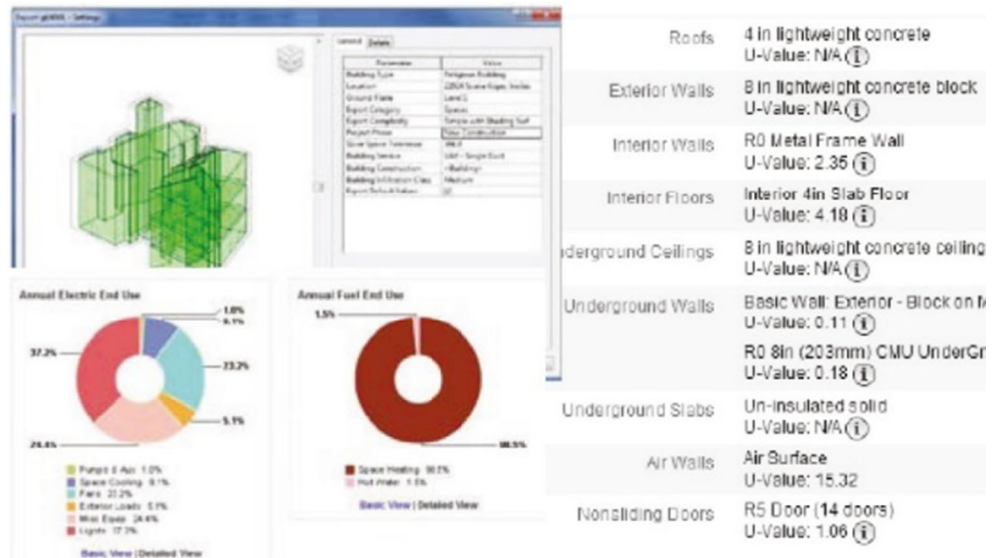 Export gbXML - Settings
General Details
Parameter Value
Building Type Religious Building
Location
Ground Plane Level 1
Export Category Spaces
Export Complexity Simple with Shading Surf
Project Phase New Construction
Sliver Space Tolerance
Building Service VAV - Single Duct
Building Construction <Building>
Building Infiltration Class Medium
Export Default Values
Annual Electric End Use
1.0%
9.1%
37.2%
23.2%
5.1%
24.4%
Pumps & Aux 1.0%
Space Cooling 9.1%
Fans 23.2%
Exterior Loads 5.1%
Misc Equip 24.4%
Lights 37.2%
Basic View | Detailed View
Annual Fuel End Use
1.5%
98.5%
Space Heating 98.5%
Hot Water 1.5%
Basic View | Detailed View
Roofs 4 in lightweight concrete
U-Value: N/A
Exterior Walls 8 in lightweight concrete block
U-Value: N/A
Interior Walls R0 Metal Frame Wall
U-Value: 2.35
Interior Floors Interior 4in Slab Floor
U-Value: 4.18
nderground Ceilings 8 in lightweight concrete ceiling
U-Value: N/A
Underground Walls Basic Wall: Exterior - Block on M
U-Value: 0.11
R0 8in (203mm) CMU UnderGr
U-Value: 0.18
Underground Slabs Un-insulated solid
U-Value: N/A
Air Walls Air Surface
U-Value: 15.32
Nonsliding Doors R5 Door (14 doors)
U-Value: 1.06